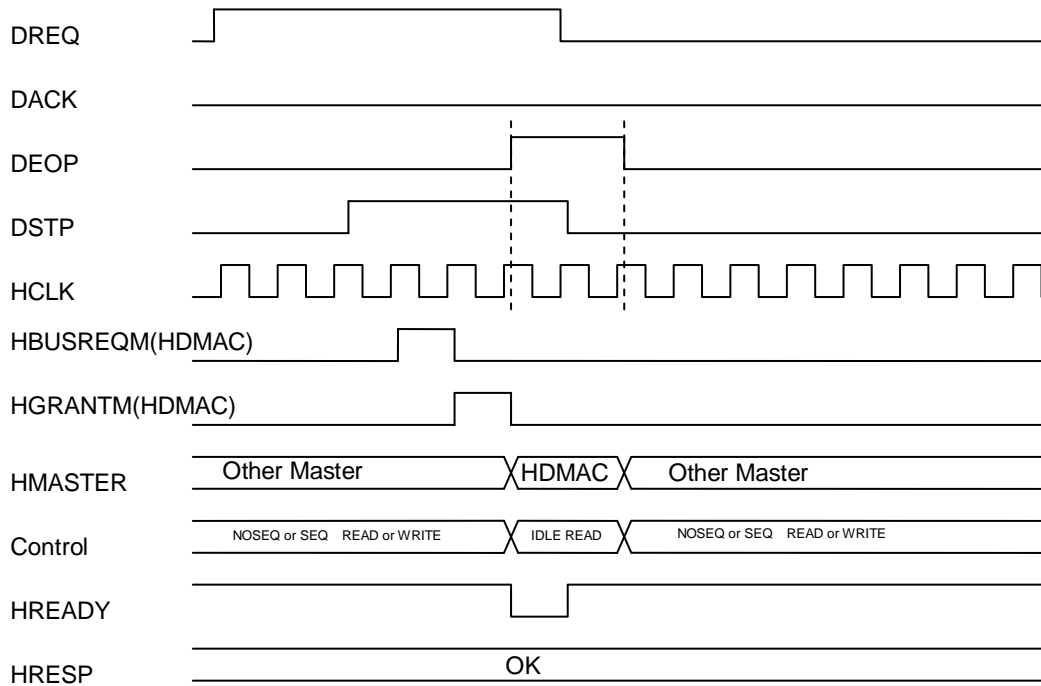 DREQ
DACK
DEOP
DSTP
HCLK
HBUSREQM(HDMAC)
HGRANTM(HDMAC)
HMASTER Other Master HDMAC Other Master
Control NOSEQ or SEQ READ or WRITE IDLE READ NOSEQ or SEQ READ or WRITE
HREADY
HRESP OK